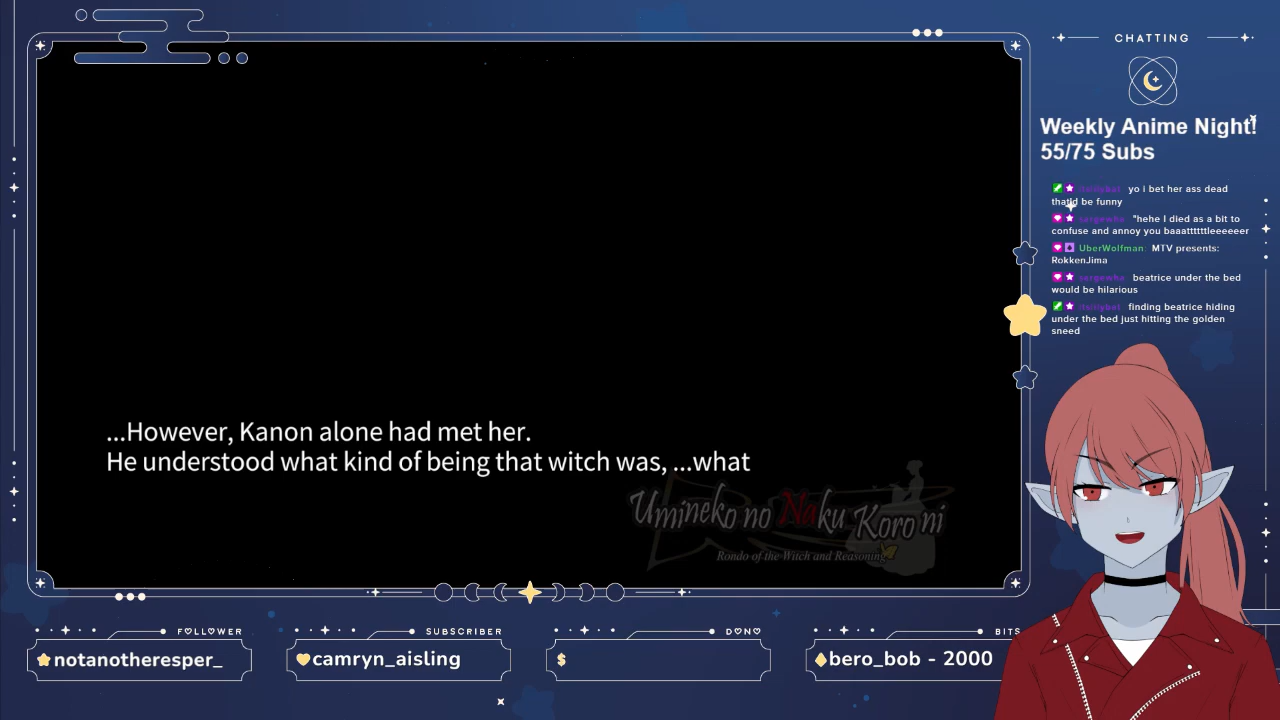 CHATTING
Weekly Anime Night!
55/75 Subs
yo i bet her ass dead
thatd be funny
"hehe I died as a bit to
confuse and annoy you baaattttttleeeeeer
UberWolfman: MTV presents:
RokkenJima
beatrice under the bed
would be hilarious
finding beatrice hiding
under the bed just hitting the golden
sneed
...However, Kanon alone had met her.
He understood what kind of being that witch was, ...what
Umineko no Naku Koro ni
Rondo of the Witch and Reasoning
FOLLOWER
notanotheresper_
SUBSCRIBER
camryn_aisling
DONO
$
BITS
bero_bob - 2000